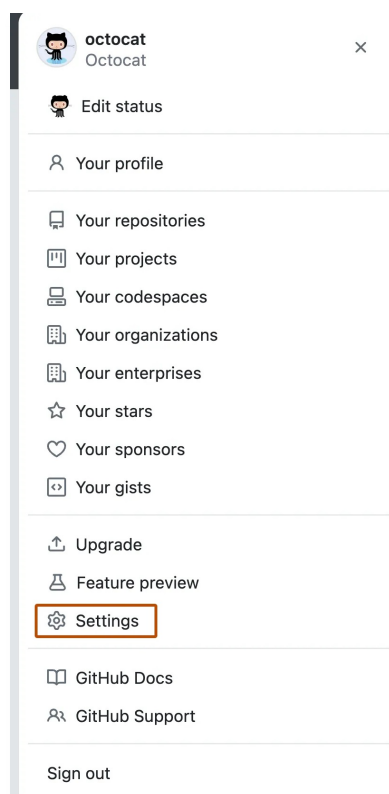 octocat
Octocat
Edit status
Your profile
Your repositories
Your projects
Your codespaces
Your organizations
Your enterprises
Your stars
Your sponsors
Your gists
Upgrade
Feature preview
Settings
GitHub Docs
GitHub Support
Sign out